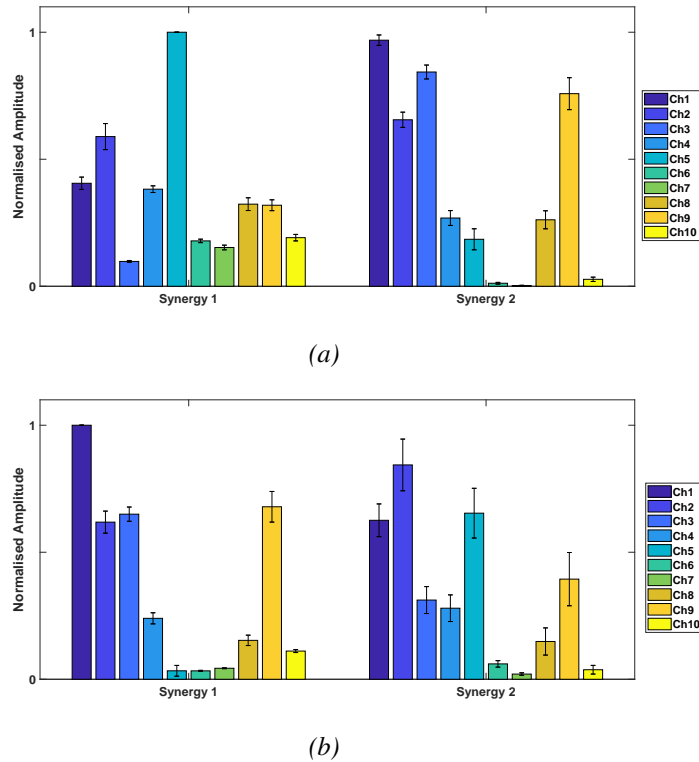 1
Normalised Amplitude
0
Synergy 1
Synergy 2
Ch1
Ch2
Ch3
Ch4
Ch5
Ch6
Ch7
Ch8
Ch9
Ch10
(a)
1
Normalised Amplitude
0
Synergy 1
Synergy 2
Ch1
Ch2
Ch3
Ch4
Ch5
Ch6
Ch7
Ch8
Ch9
Ch10
(b)